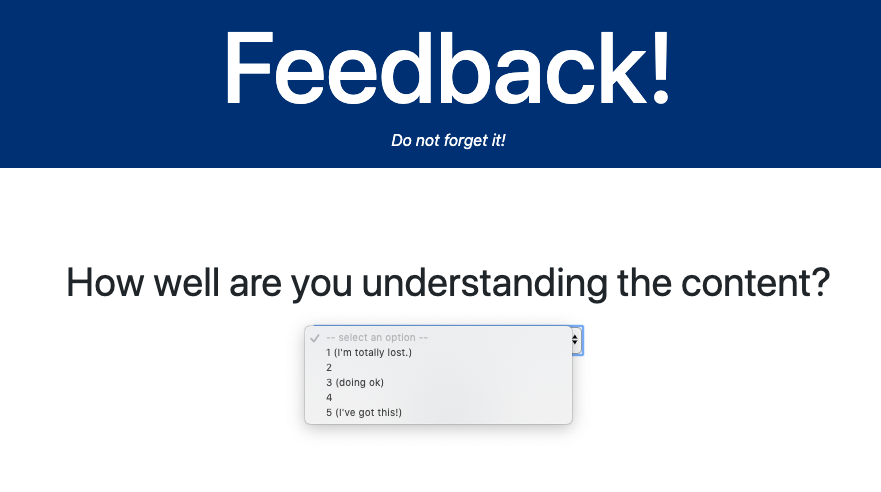 Feedback!
Do not forget it!
How well are you understanding the content?
-- select an option --
1 (I'm totally lost.)
2
3 (doing ok)
4
5 (I've got this!)